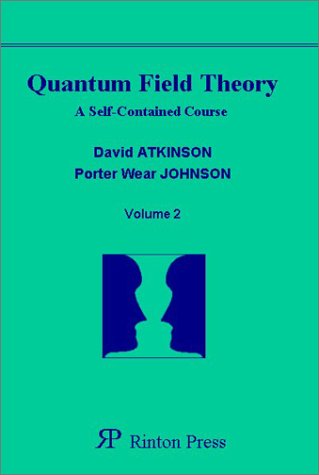 Quantum Field Theory
A Self-Contained Course
David ATKINSON
Porter Wear JOHNSON
Volume 2
RP Rinton Press